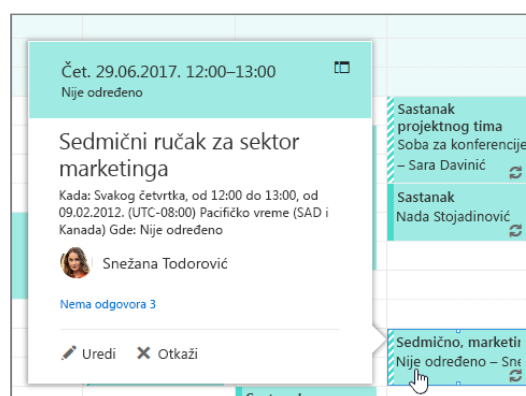 Čet. 29.06.2017. 12:00–13:00
Nije određeno
Sedmični ručak za sektor
marketinga
Kada: Svakog četvrtka, od 12:00 do 13:00, od
09.02.2012. (UTC-08:00) Pacifičko vreme (SAD i
Kanada) Gde: Nije određeno
Snežana Todorović
Nema odgovora 3
Uredi Otkaži
Sastanak
projektnog tima
Soba za konferencije
– Sara Davinić
Sastanak
Nada Stojadinović
Sedmično, marketin
Nije određeno – Sne